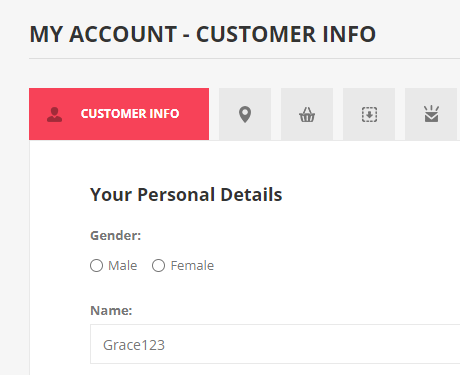 MY ACCOUNT - CUSTOMER INFO
CUSTOMER INFO
Your Personal Details
Gender:
Male Female
Name:
Grace123